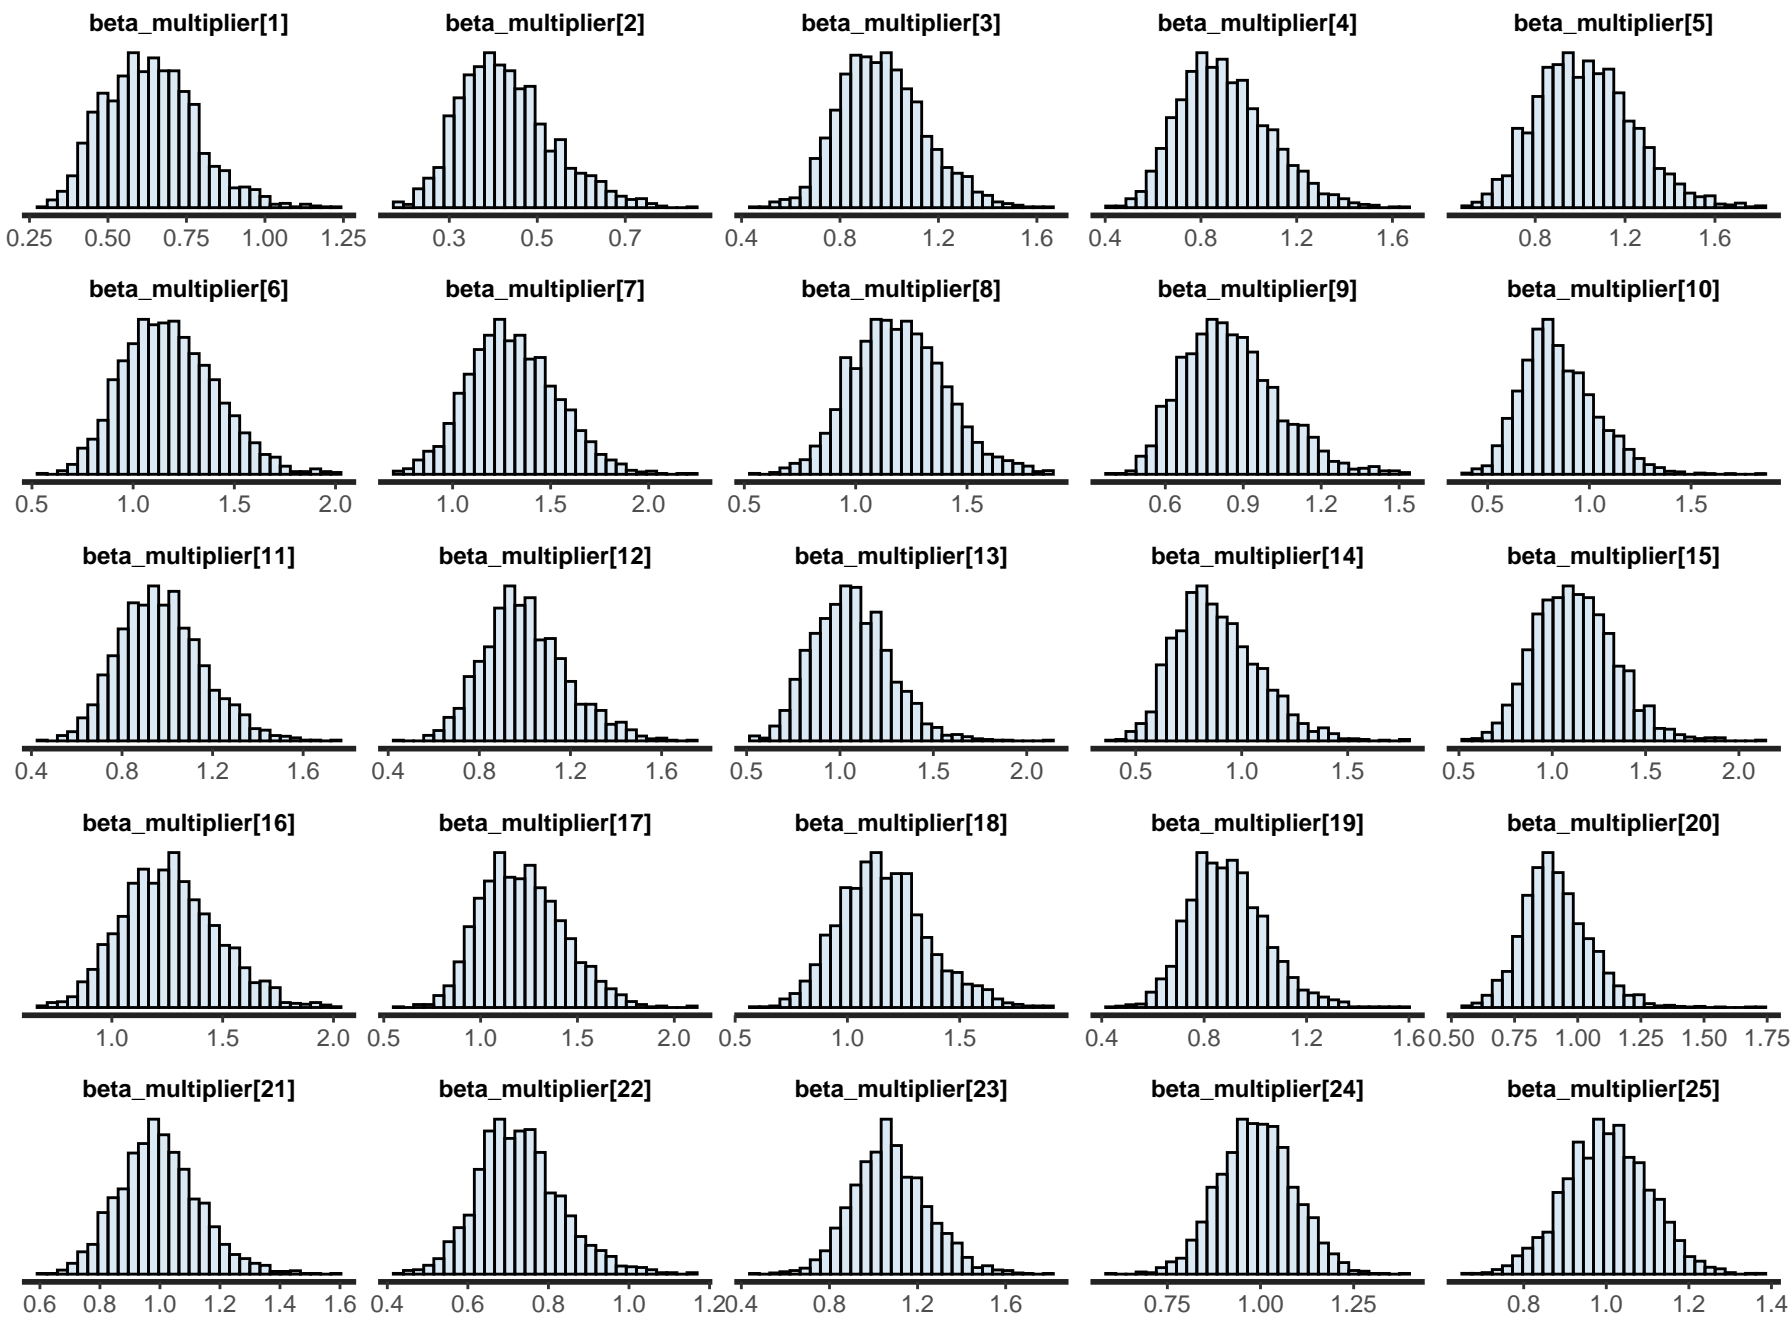 beta_multiplier[1] beta_multiplier[2] beta_multiplier[3] beta_multiplier[4] beta_multiplier[5]
0.25 0.50 0.75 1.00 1.25 0.3 0.5 0.7 0.4 0.8 1.2 1.6 0.4 0.8 1.2 1.6 0.8 1.2 1.6
beta_multiplier[6] beta_multiplier[7] beta_multiplier[8] beta_multiplier[9] beta_multiplier[10]
0.5 1.0 1.5 2.0 1.0 1.5 2.0 0.5 1.0 1.5 0.6 0.9 1.2 1.5 0.5 1.0 1.5
beta_multiplier[11] beta_multiplier[12] beta_multiplier[13] beta_multiplier[14] beta_multiplier[15]
0.4 0.8 1.2 1.6 0.4 0.8 1.2 1.6 0.5 1.0 1.5 2.0 0.5 1.0 1.5 0.5 1.0 1.5 2.0
beta_multiplier[16] beta_multiplier[17] beta_multiplier[18] beta_multiplier[19] beta_multiplier[20]
1.0 1.5 2.0 0.5 1.0 1.5 2.0 0.5 1.0 1.5 0.4 0.8 1.2 1.6 0.50 0.75 1.00 1.25 1.50 1.75
beta_multiplier[21] beta_multiplier[22] beta_multiplier[23] beta_multiplier[24] beta_multiplier[25]
0.6 0.8 1.0 1.2 1.4 1.6 0.4 0.6 0.8 1.0 1.2 0.4 0.8 1.2 1.6 0.75 1.00 1.25 0.8 1.0 1.2 1.4